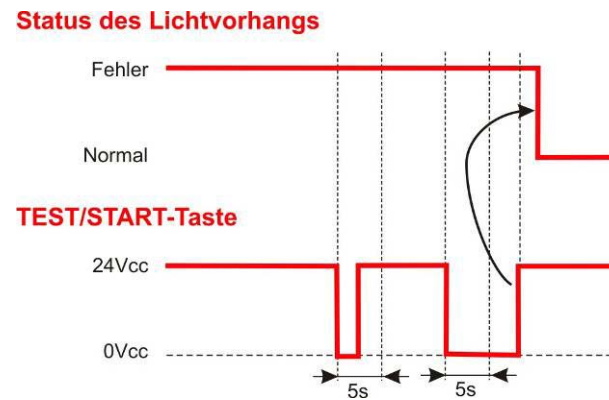 Status des Lichtvorhangs
Fehler
Normal
TEST/START-Taste
24Vcc
0Vcc
5s
5s